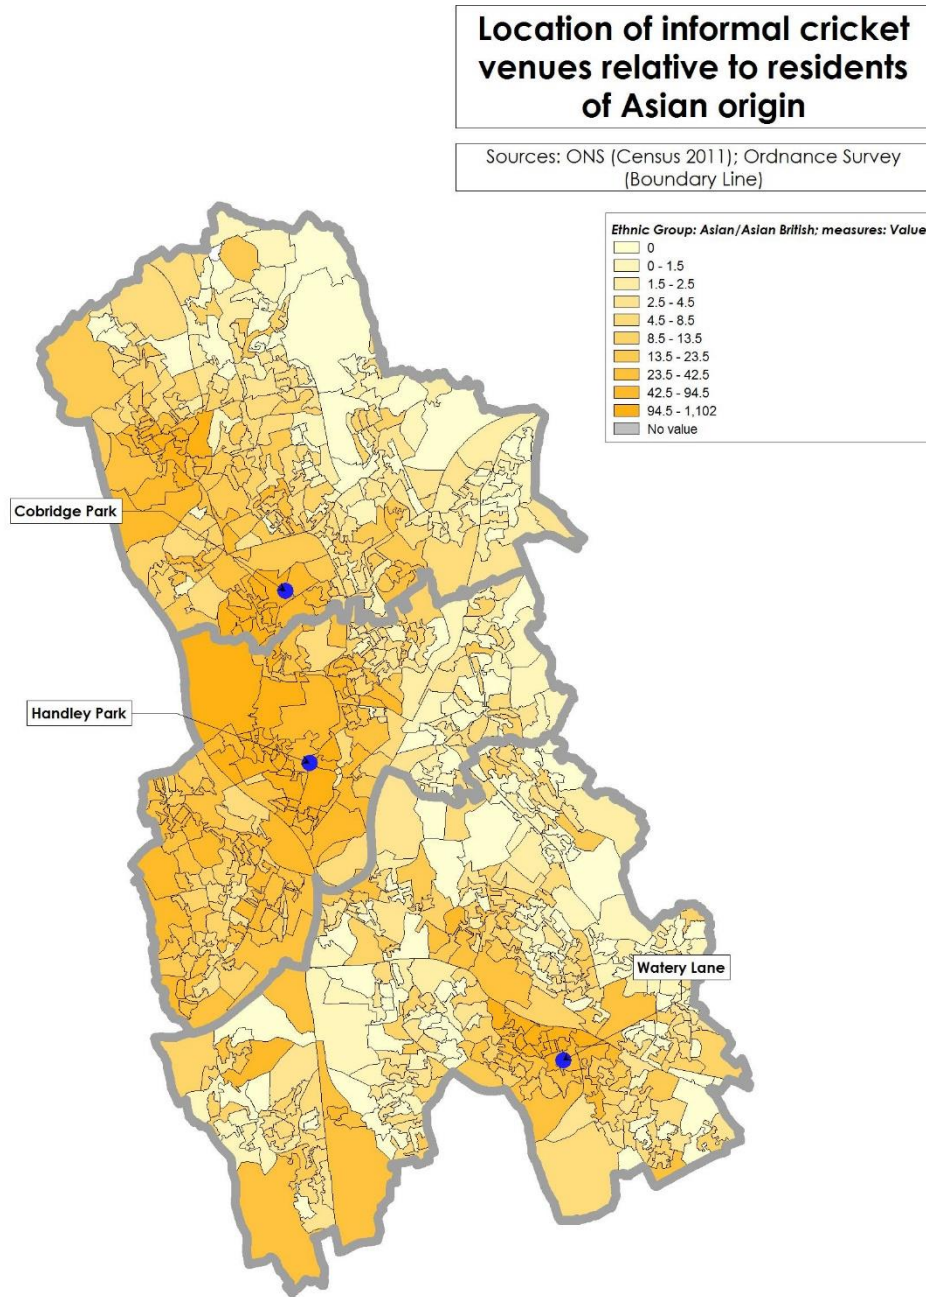 Location of informal cricket
venues relative to residents
of Asian origin
Sources: ONS (Census 2011); Ordnance Survey
(Boundary Line)
Ethnic Group: Asian/Asian British; measures: Value
0
0 - 1.5
1.5 - 2.5
2.5 - 4.5
4.5 - 8.5
8.5 - 13.5
13.5 - 23.5
23.5 - 42.5
42.5 - 94.5
94.5 - 1,102
No value
Cobridge Park
Handley Park
Watery Lane